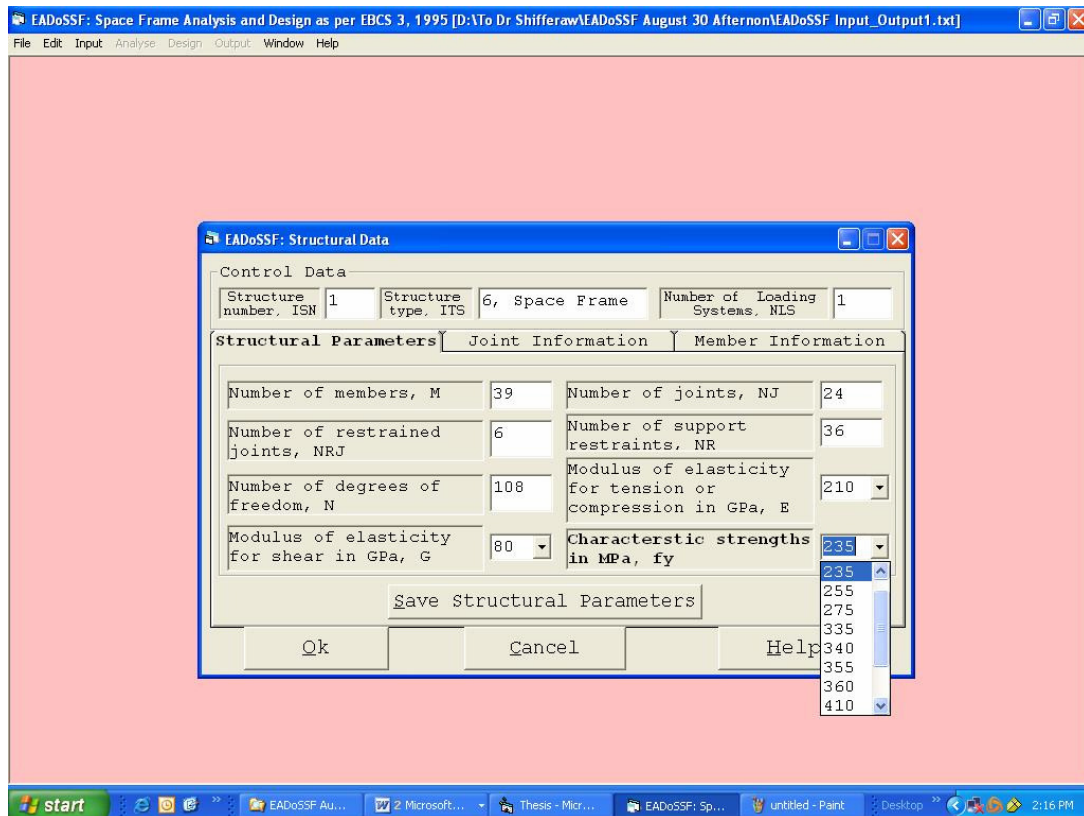 EADoSSF: Space Frame Analysis and Design as per EBCS 3, 1995 [D:\To Dr Shifferaw\EADoSSF August 30 Afternon\EADoSSF Input_Output1.txt]
File Edit Input Analyse Design Output Window Help
EADoSSF: Structural Data
Control Data
Structure number, ISN
1
Structure type, ITS
6, Space Frame
Number of Loading Systems, NLS
1
Structural Parameters Joint Information Member Information
Number of members, M
39
Number of joints, NJ
24
Number of restrained
joints, NRJ
6
Number of support
restraints, NR
36
Number of degrees of
freedom, N
108
Modulus of elasticity
for tension or
compression in GPa, E
210
Modulus of elasticity
for shear in GPa, G
80
Characterstic strengths
in MPa, fy
235
235
255
275
335
340
355
360
410
Save Structural Parameters
Ok Cancel Help
start EADoSSF Au... 2 Microsoft... Thesis - Micr... EADoSSF: Sp... untitled - Paint Desktop 2:16 PM